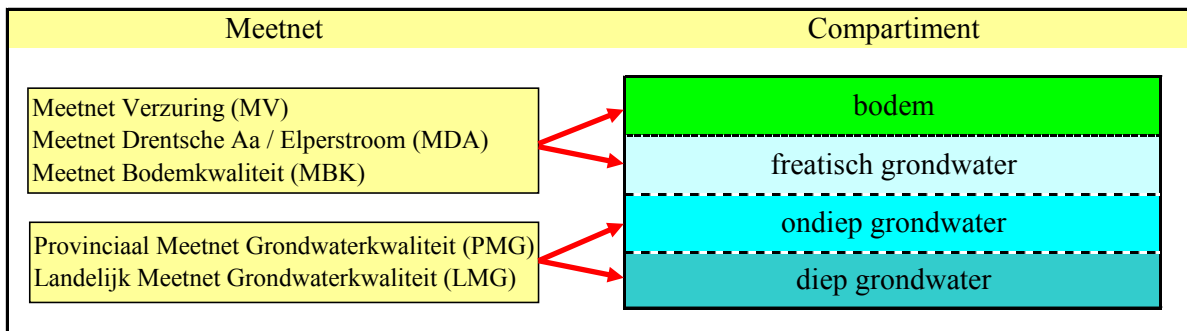 Meetnet
Compartiment
Meetnet Verzuring (MV)
Meetnet Drentsche Aa / Elperstroom (MDA)
Meetnet Bodemkwaliteit (MBK)
Provinciaal Meetnet Grondwaterkwaliteit (PMG)
Landelijk Meetnet Grondwaterkwaliteit (LMG)
bodem
freatisch grondwater
ondiep grondwater
diep grondwater